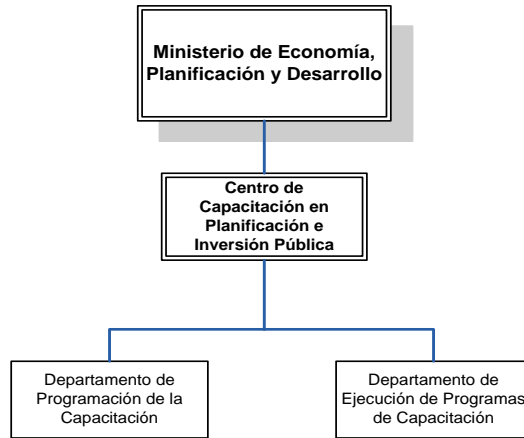 Ministerio de Economía,
Planificación y Desarrollo
Centro de
Capacitación en
Planificación e
Inversión Pública
Departamento de
Programación de la
Capacitación
Departamento de
Ejecución de Programas
de Capacitación